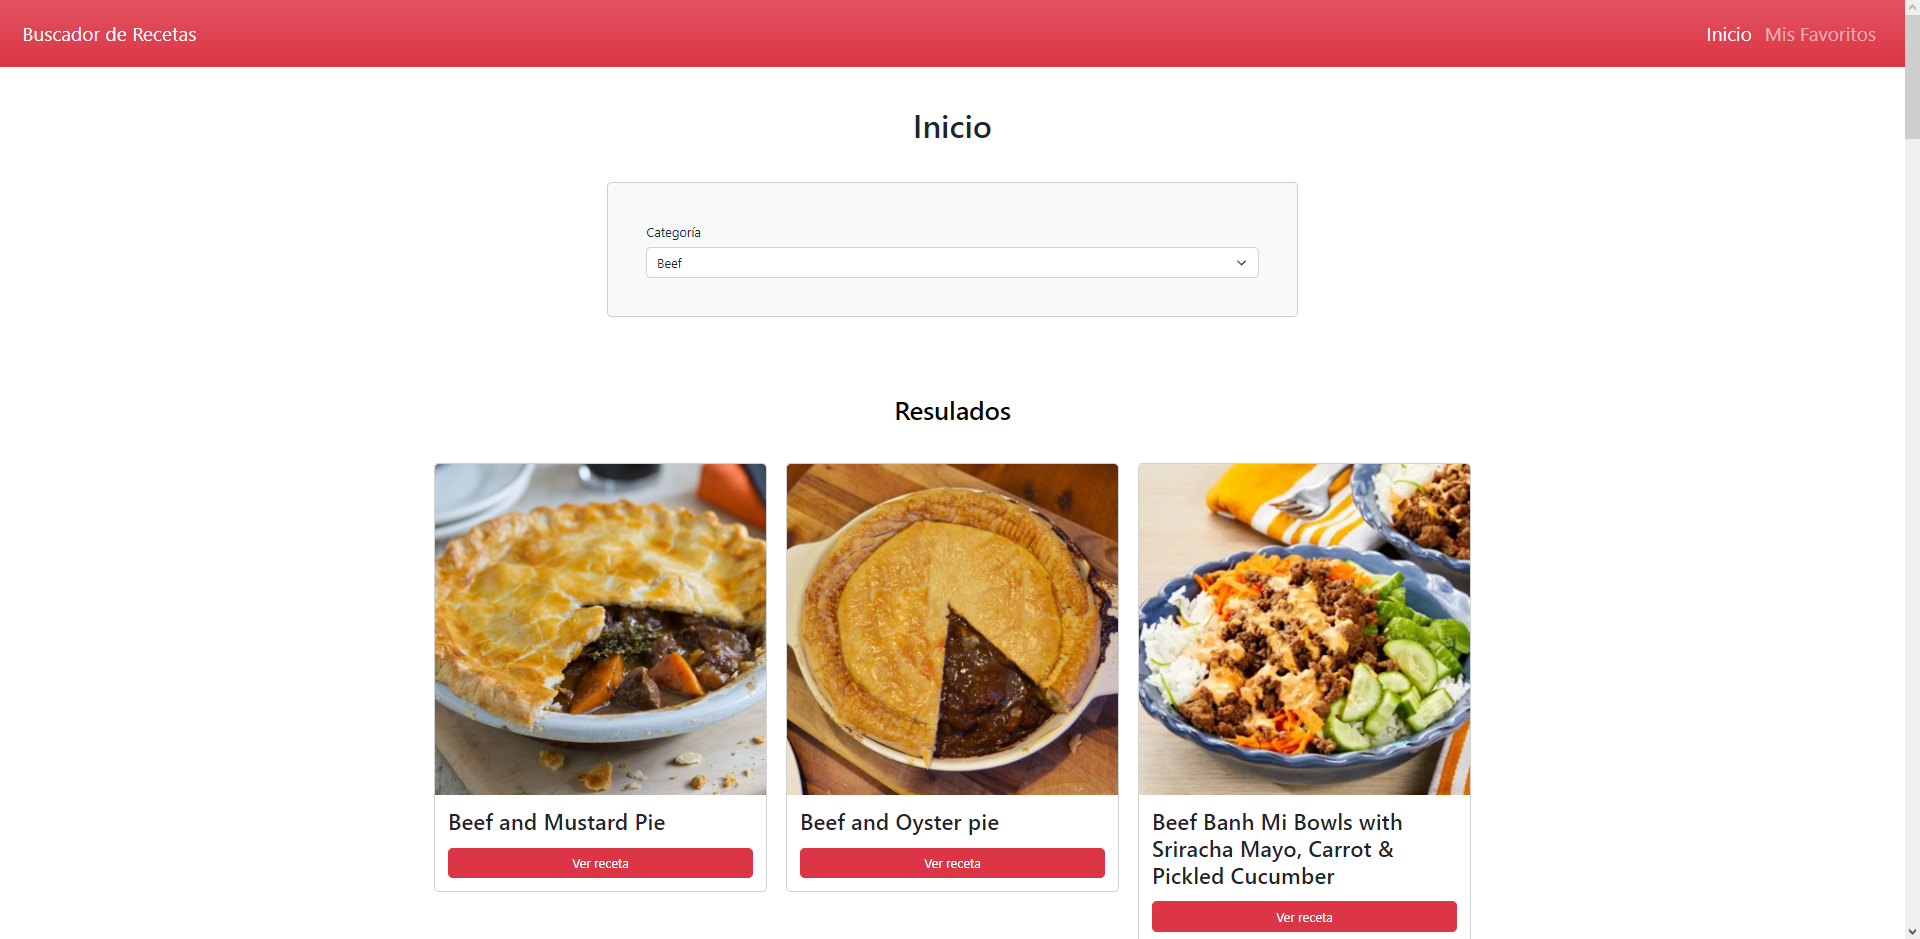 Buscador de Recetas
Inicio
Mis Favoritos
Inicio
Categoría
Beef
Resulados
Beef and Mustard Pie
Ver receta
Beef and Oyster pie
Ver receta
Beef Banh Mi Bowls with
Sriracha Mayo, Carrot &
Pickled Cucumber
Ver receta